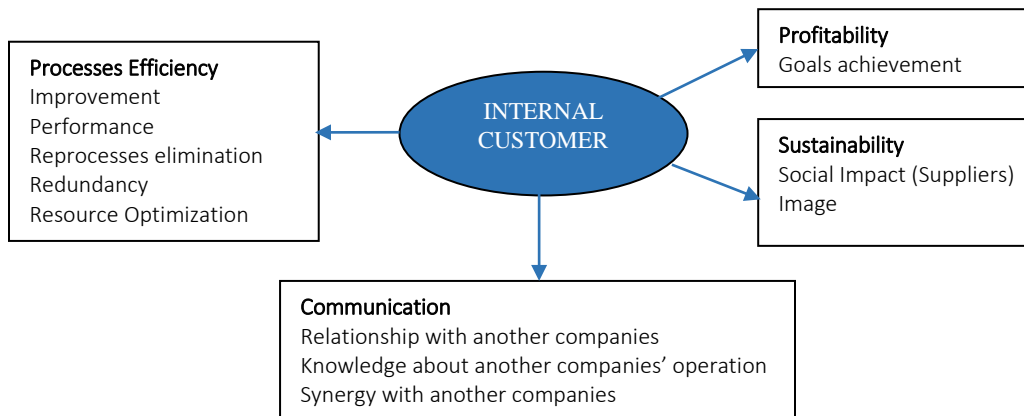 Processes Efficiency
Improvement
Performance
Reprocesses elimination
Redundancy
Resource Optimization
INTERNAL
CUSTOMER
Profitability
Goals achievement
Sustainability
Social Impact (Suppliers)
Image
Communication
Relationship with another companies
Knowledge about another companies’ operation
Synergy with another companies